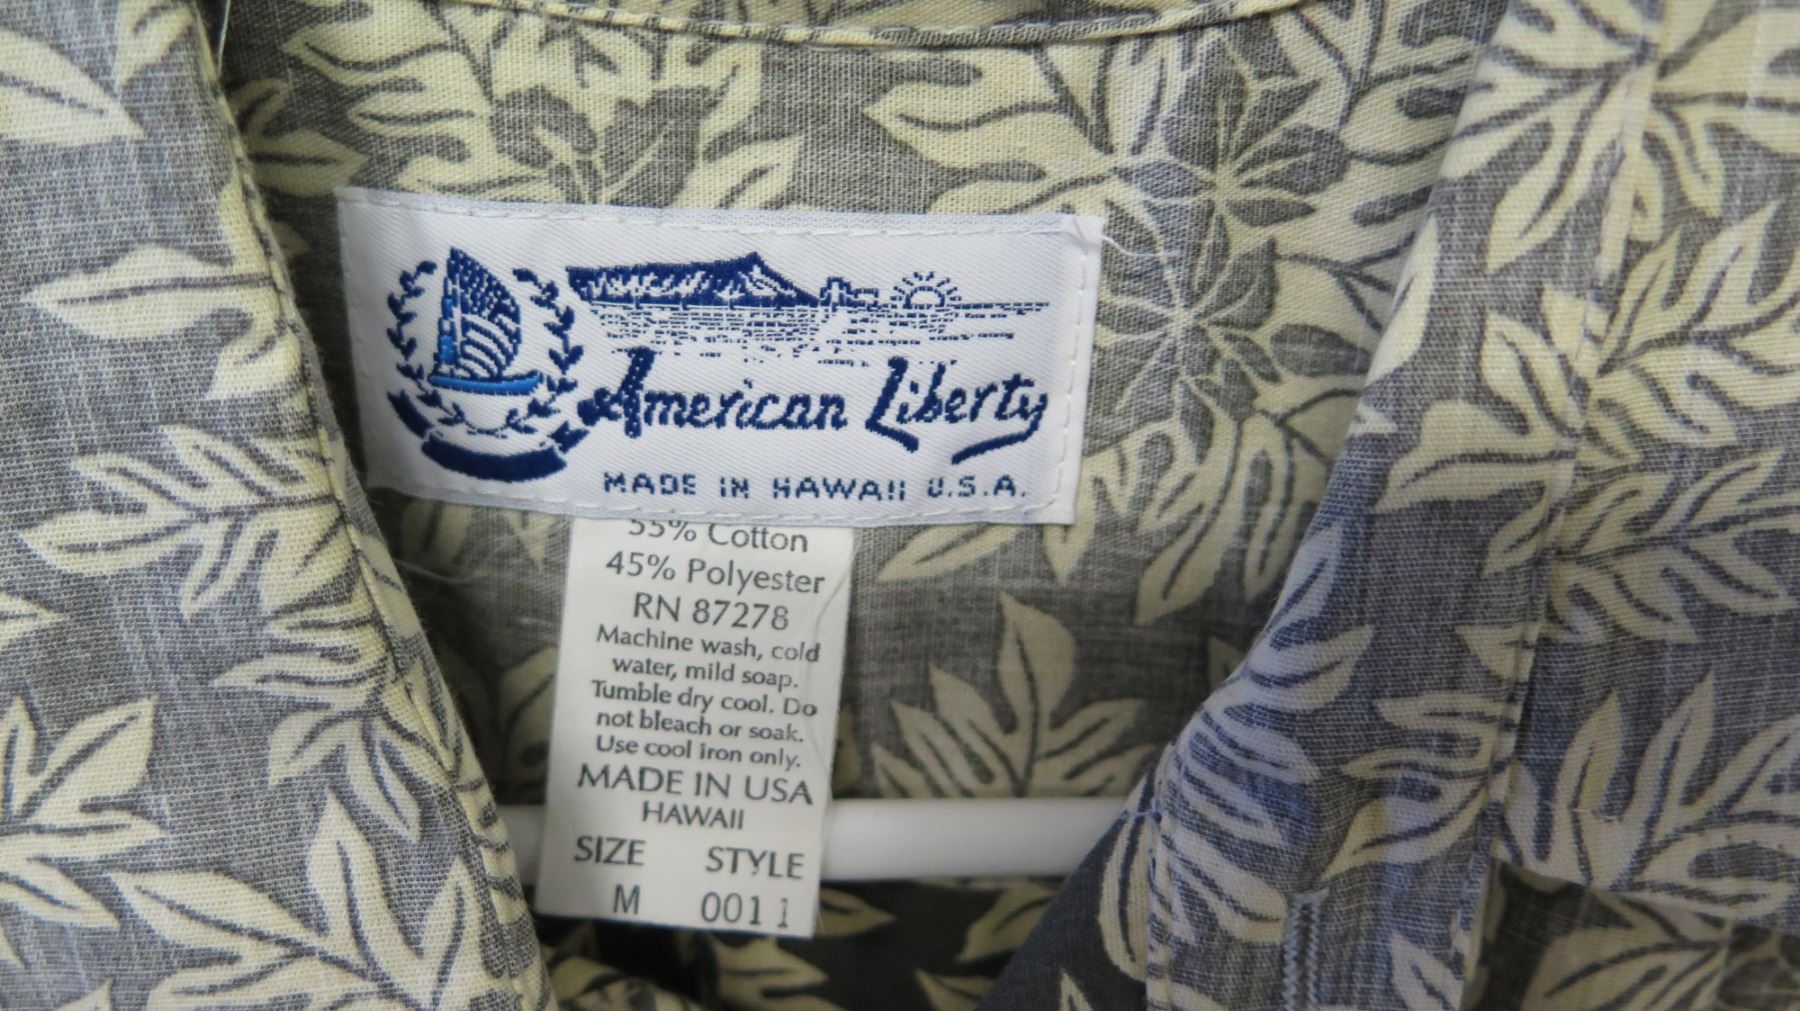 American Liberty
MADE IN HAWAII U.S.A.
55% Cotton
45% Polyester
RN 87278
Machine wash, cold
water, mild soap.
Tumble dry cool. Do
not bleach or soak.
Use cool iron only.
MADE IN USA
HAWAII
SIZE STYLE
M 0011